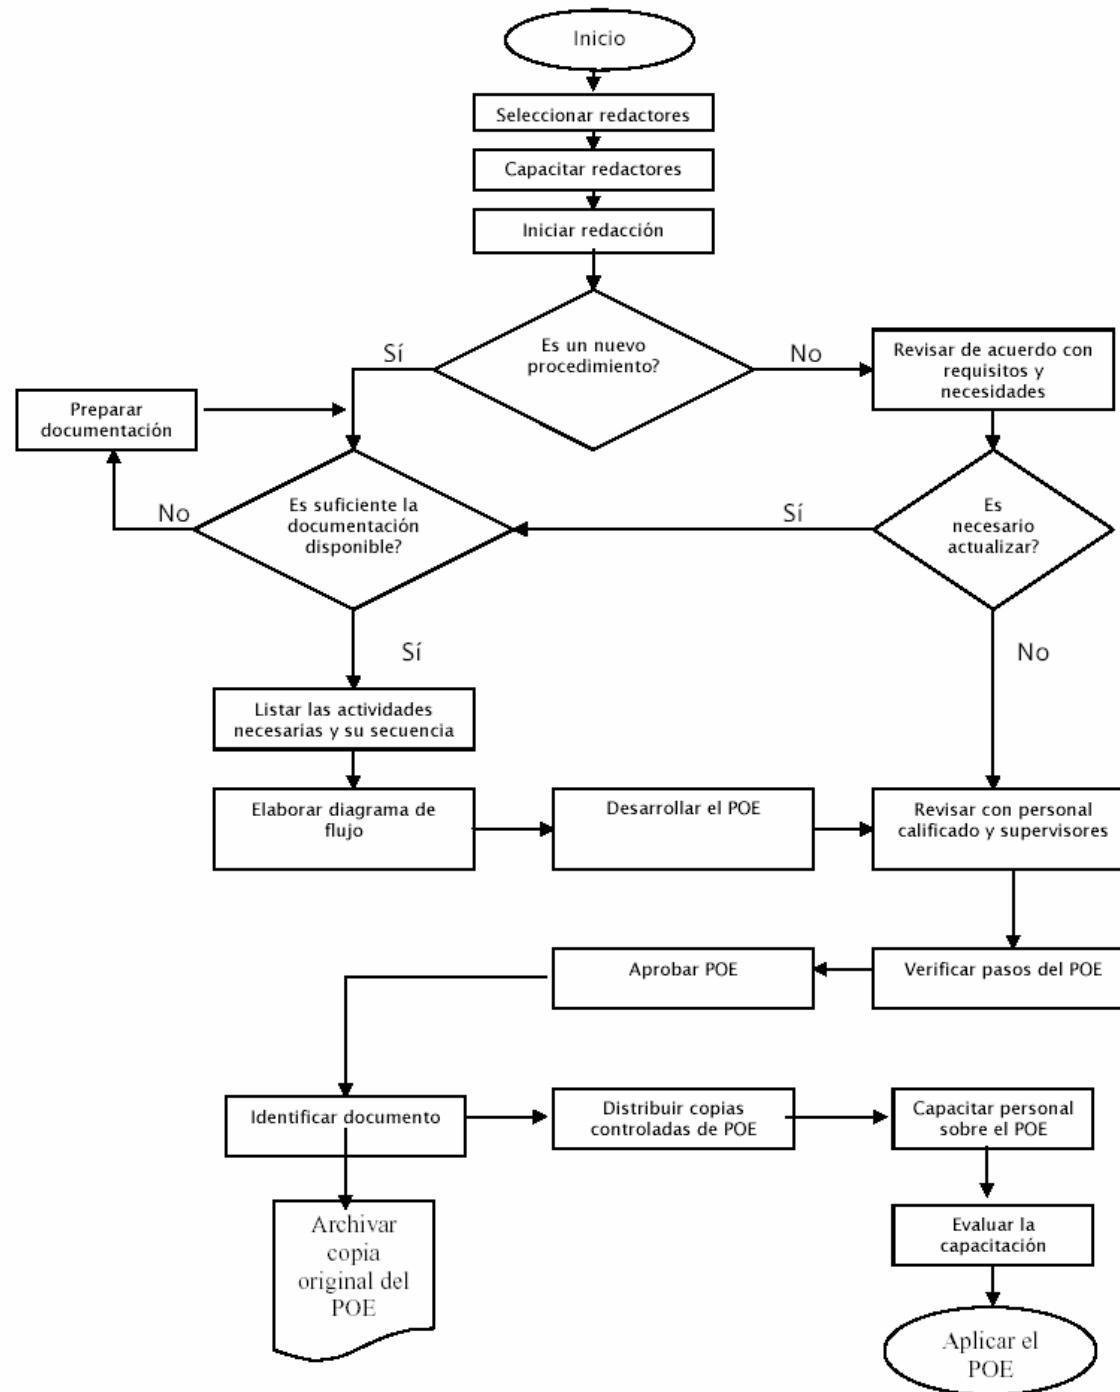 Inicio
Seleccionar redactores
Capacitar redactores
Iniciar redacción
Es un nuevo
procedimiento?
Sí
No
Revisar de acuerdo con
requisitos y
necesidades
Preparar
documentación
Es suficiente la
documentación
disponible?
No
Sí
Es
necesario
actualizar?
Sí
No
Listar las actividades
necesarias y su secuencia
Elaborar diagrama de
flujo
Desarrollar el POE
Revisar con personal
calificado y supervisores
Aprobar POE
Verificar pasos del POE
Identificar documento
Distribuir copias
controladas de POE
Capacitar personal
sobre el POE
Archivar
copia
original del
POE
Evaluar la
capacitación
Aplicar el
POE